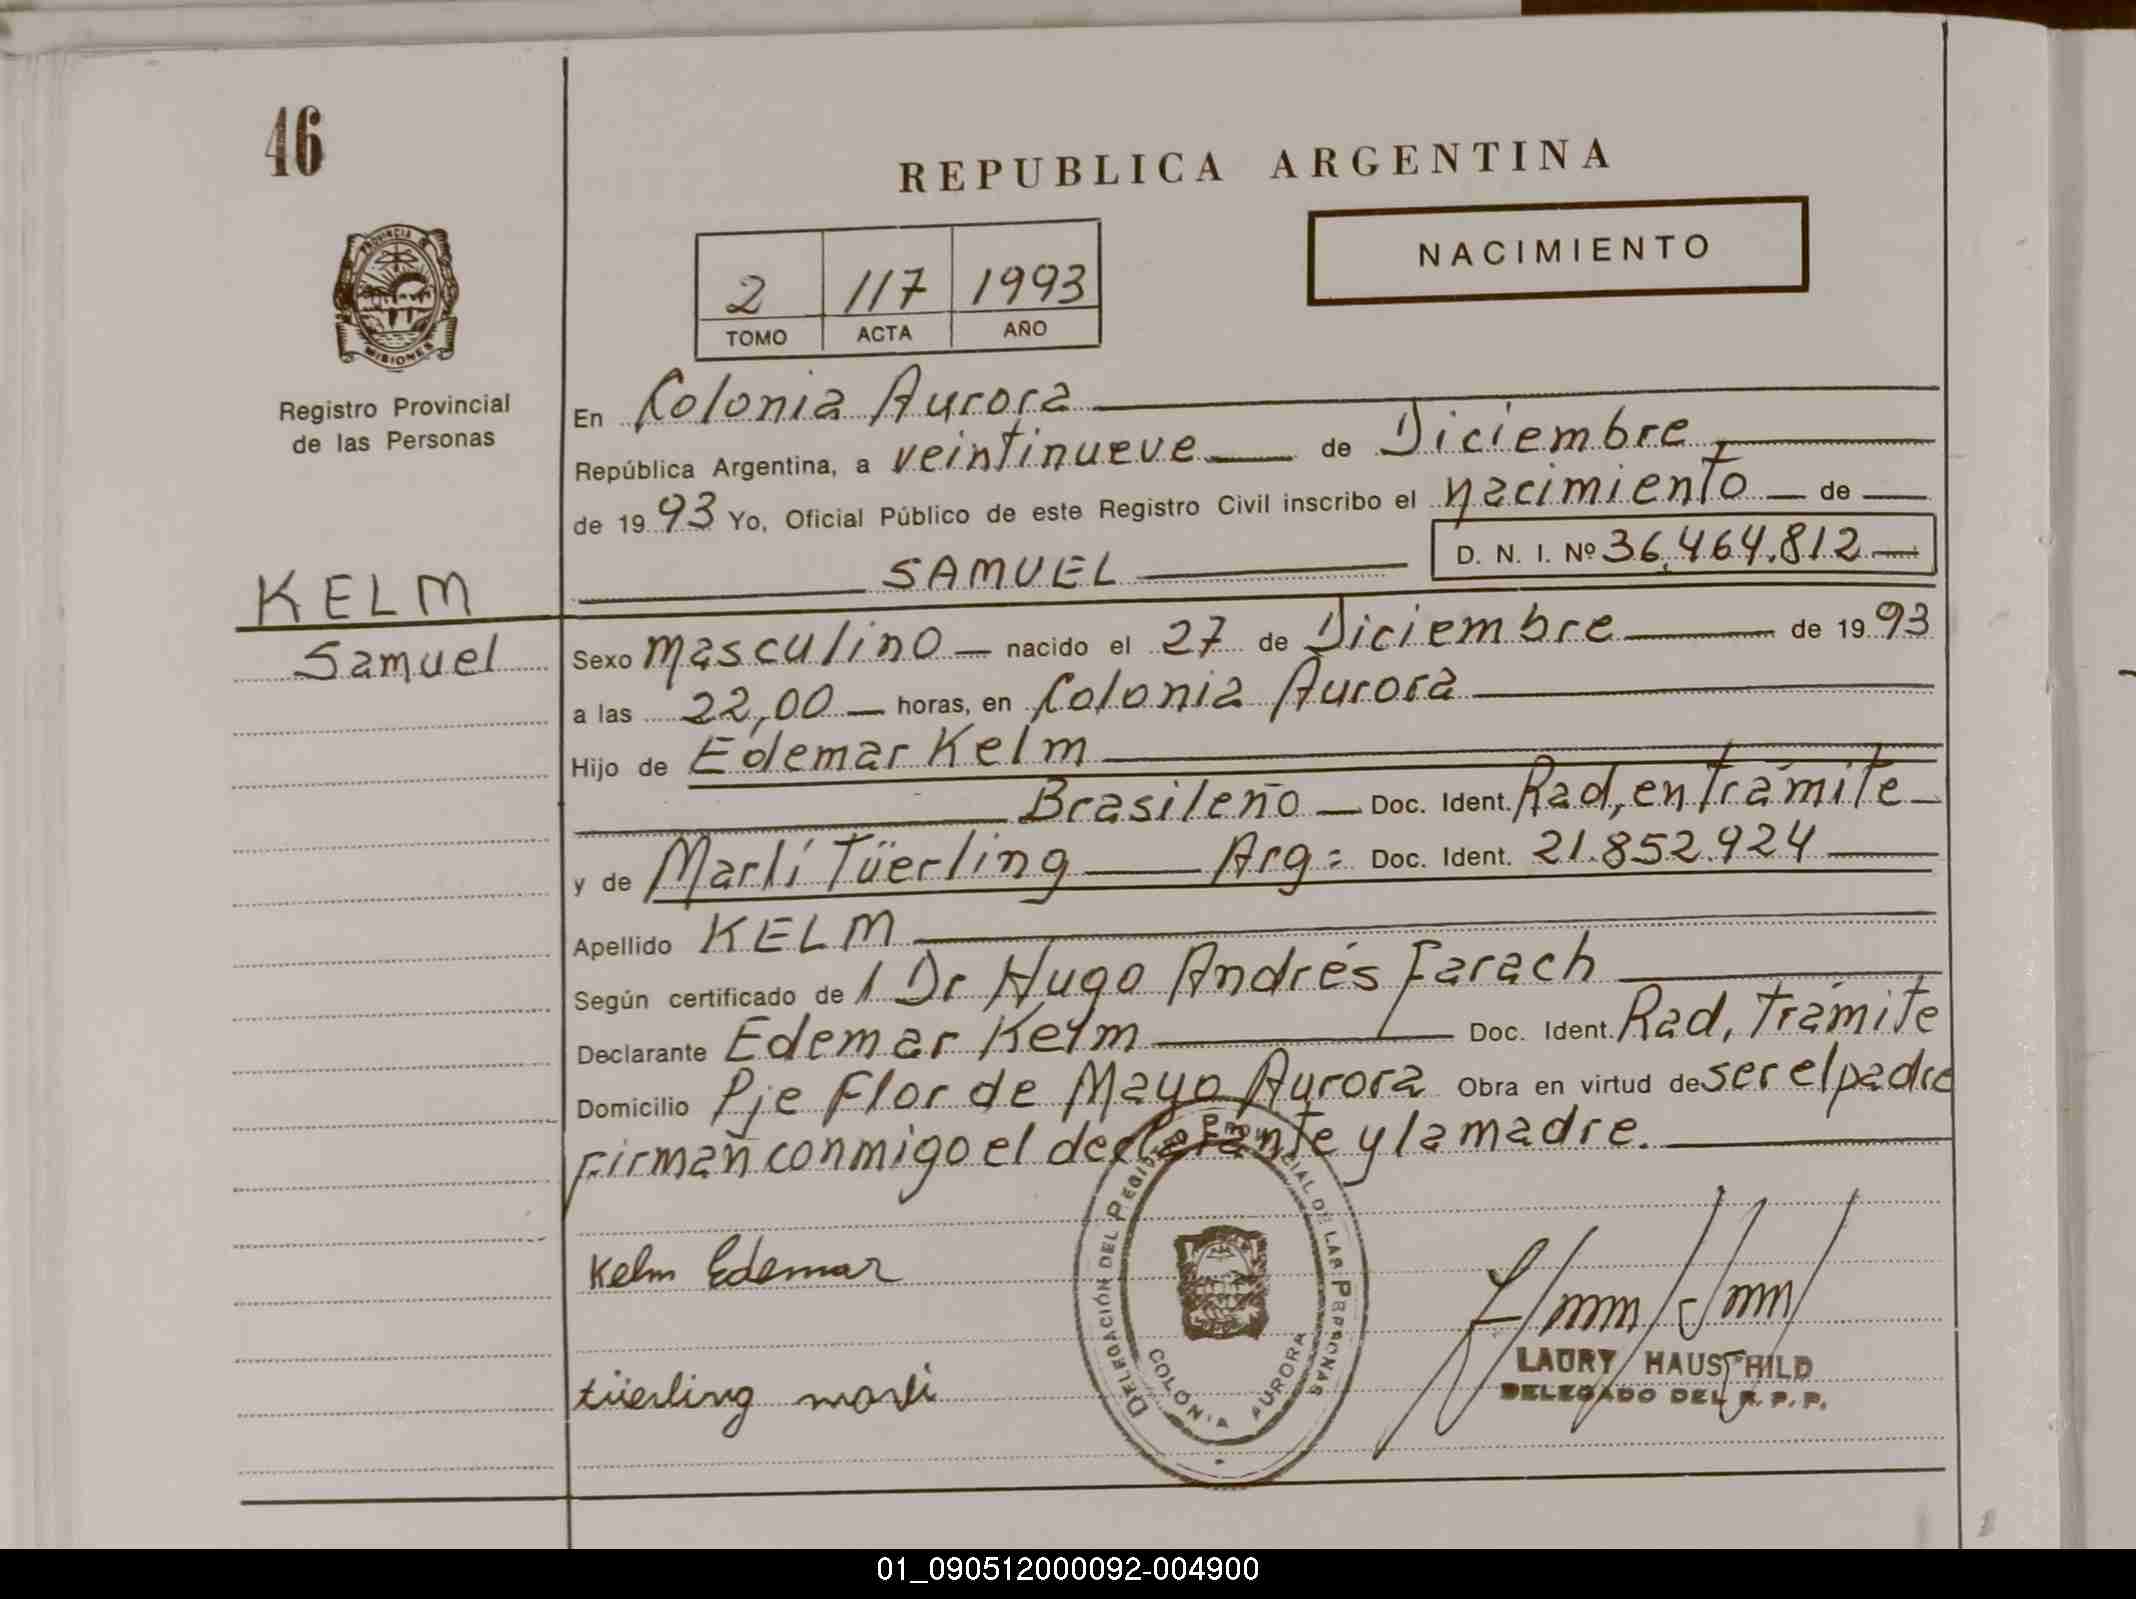 46
REPUBLICA ARGENTINA
NACIMIENTO
PROVINCIA
MISIONES
Registro Provincial
de las Personas
2 117 1993
TOMO ACTA AÑO
En Colonia Aurora
República Argentina, a veintinueve de Diciembre,
de 1993 Yo, Oficial Público de este Registro Civil inscribo el nacimiento de
SAMUEL D. N. I. Nº 36.464.812
KELM
Samuel
Sexo masculino nacido el 27 de Diciembre de 1993
a las 22,00 horas, en Colonia Aurora
Hijo de Edemar Kelm
Brasileño Doc. Ident. Rad, en Trámite
y de Marlí Tüerling Arg= Doc. Ident. 21.852.924
Apellido KELM
Según certificado de l Dr Hugo Andrés Farach
Declarante Edemar Kelm Doc. Ident. Rad, Trámite
Domicilio Pje Flor de Mayo Aurora Obra en virtud de ser el padre
Firman conmigo el declarante y la madre.
Kelm Edemar
tüerling marli
DELEGACIÓN DEL REGISTRO PROVINCIAL DE LAS PERSONAS
COLONIA AURORA
LAURY HAUSCHILD
DELEGADO DEL R. P. P.
01_090512000092-004900